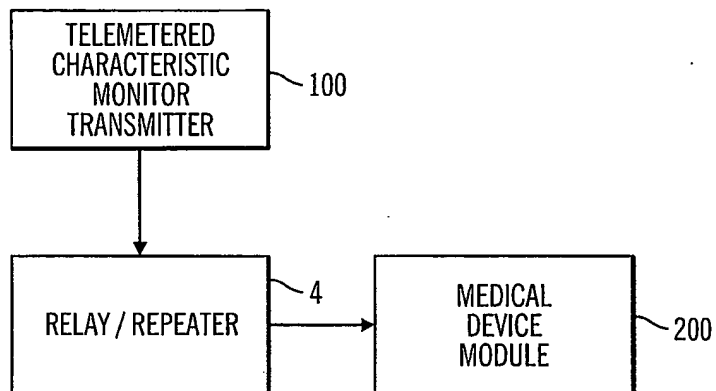 TELEMETERED
CHARACTERISTIC
MONITOR
TRANSMITTER
100
RELAY / REPEATER
4
MEDICAL
DEVICE
MODULE
200